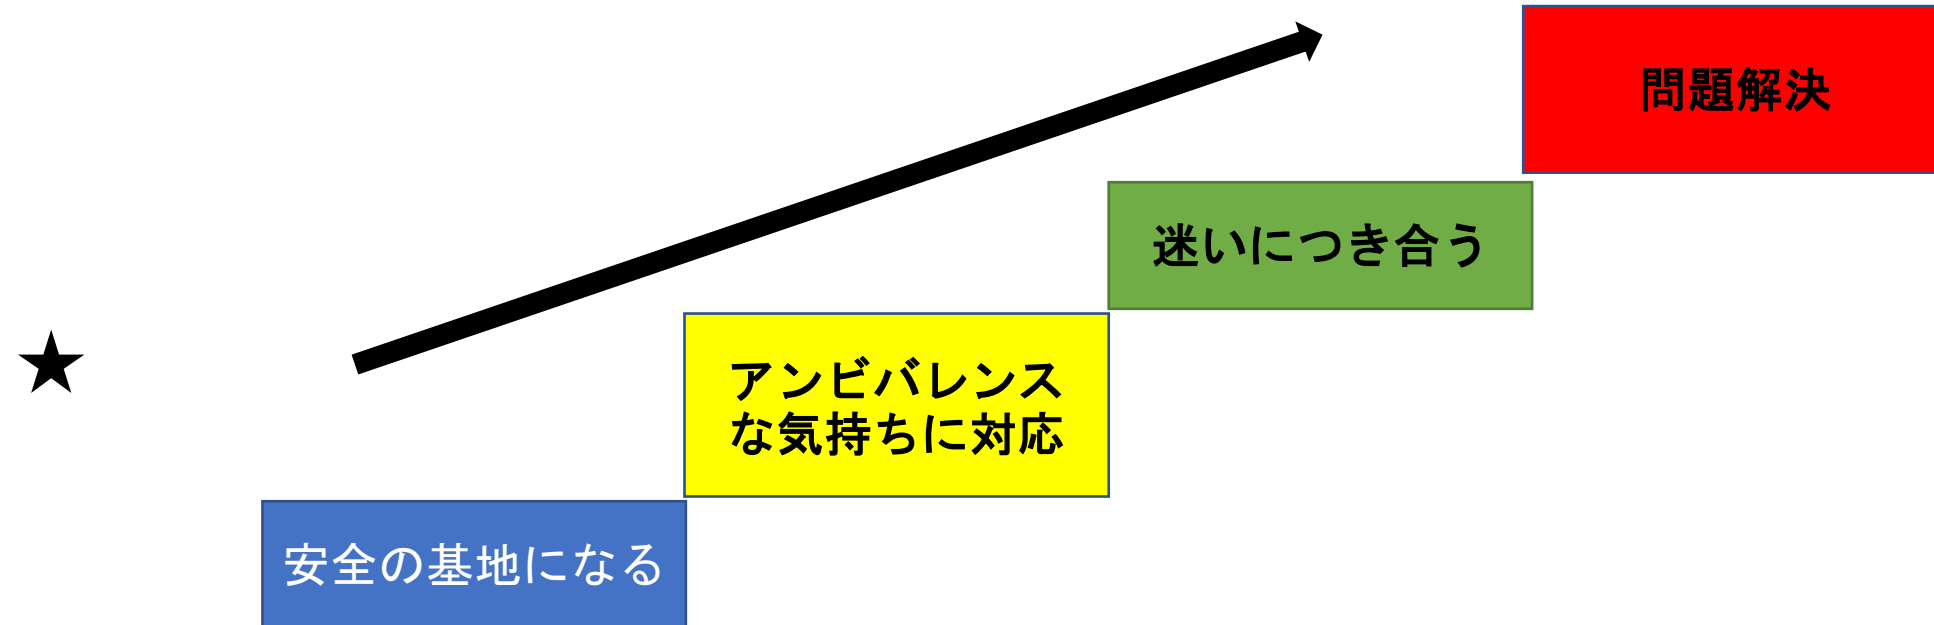 問題解決
迷いにつき合う
アンビバレンス
な気持ちに対応
安全の基地になる